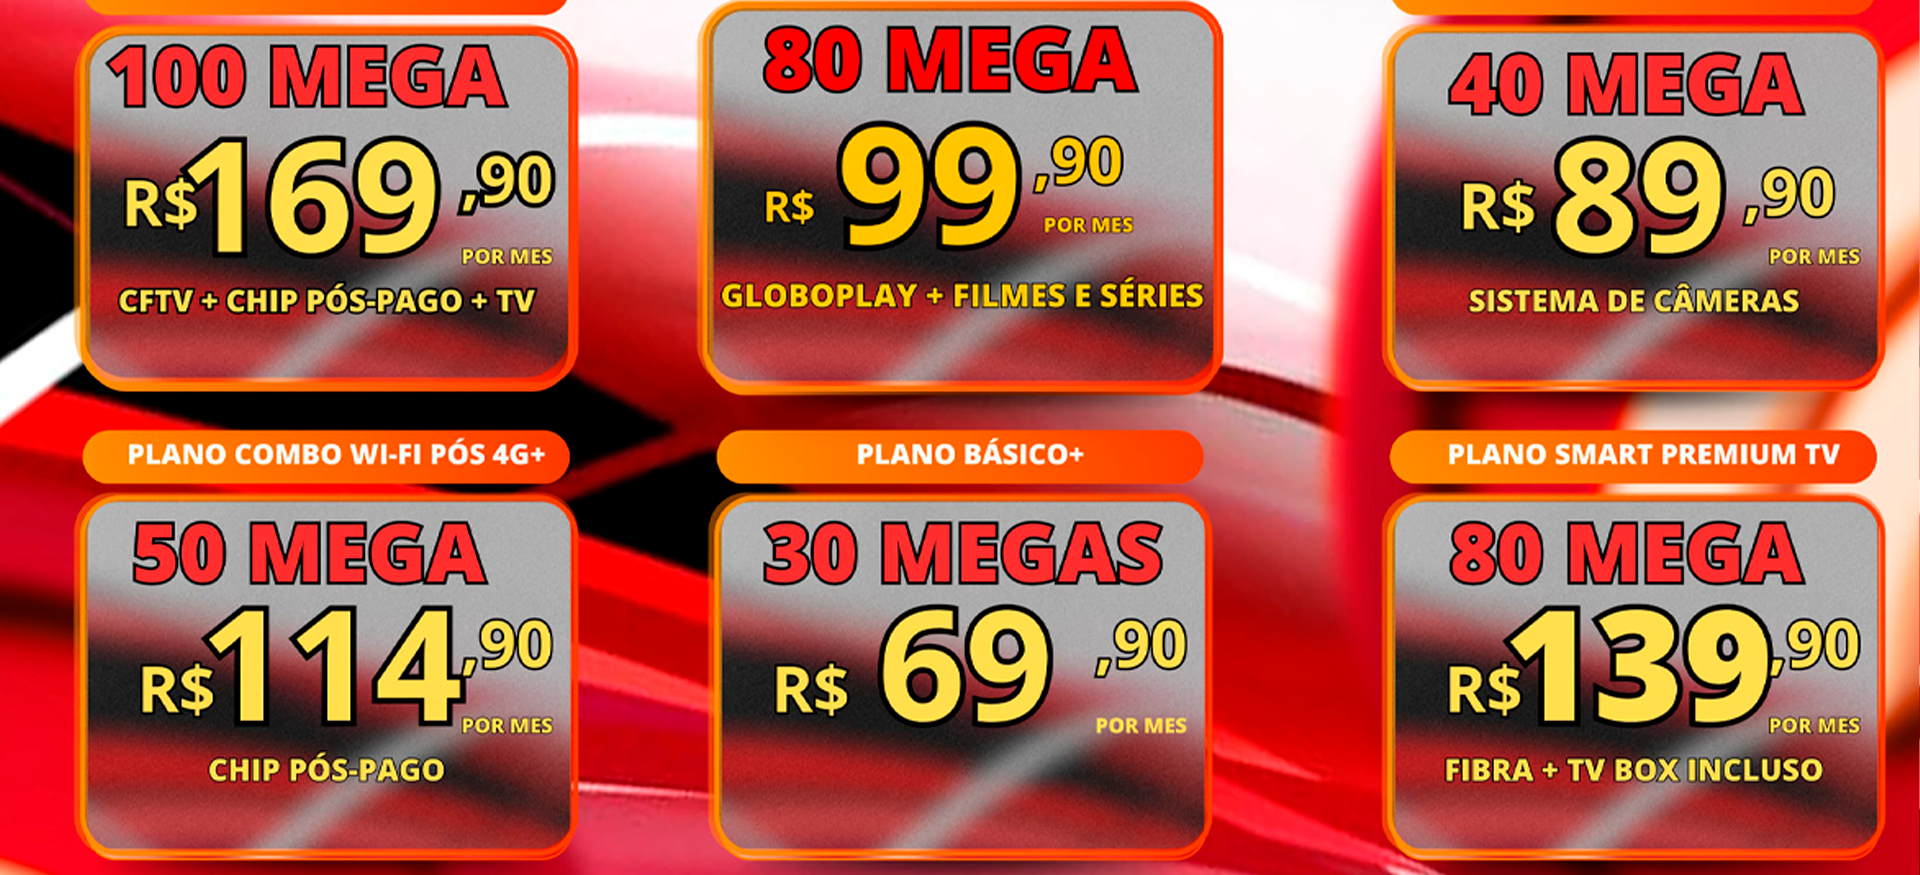 100 MEGA
R$169,90
POR MES
CFTV + CHIP PÓS-PAGO + TV
80 MEGA
R$ 99,90
POR MES
GLOBOPLAY + FILMES E SÉRIES
40 MEGA
R$ 89,90
POR MES
SISTEMA DE CÂMERAS
PLANO COMBO WI-FI PÓS 4G+
50 MEGA
R$114,90
POR MES
CHIP PÓS-PAGO
PLANO BÁSICO+
30 MEGAS
R$ 69,90
POR MES
PLANO SMART PREMIUM TV
80 MEGA
R$139,90
POR MES
FIBRA + TV BOX INCLUSO